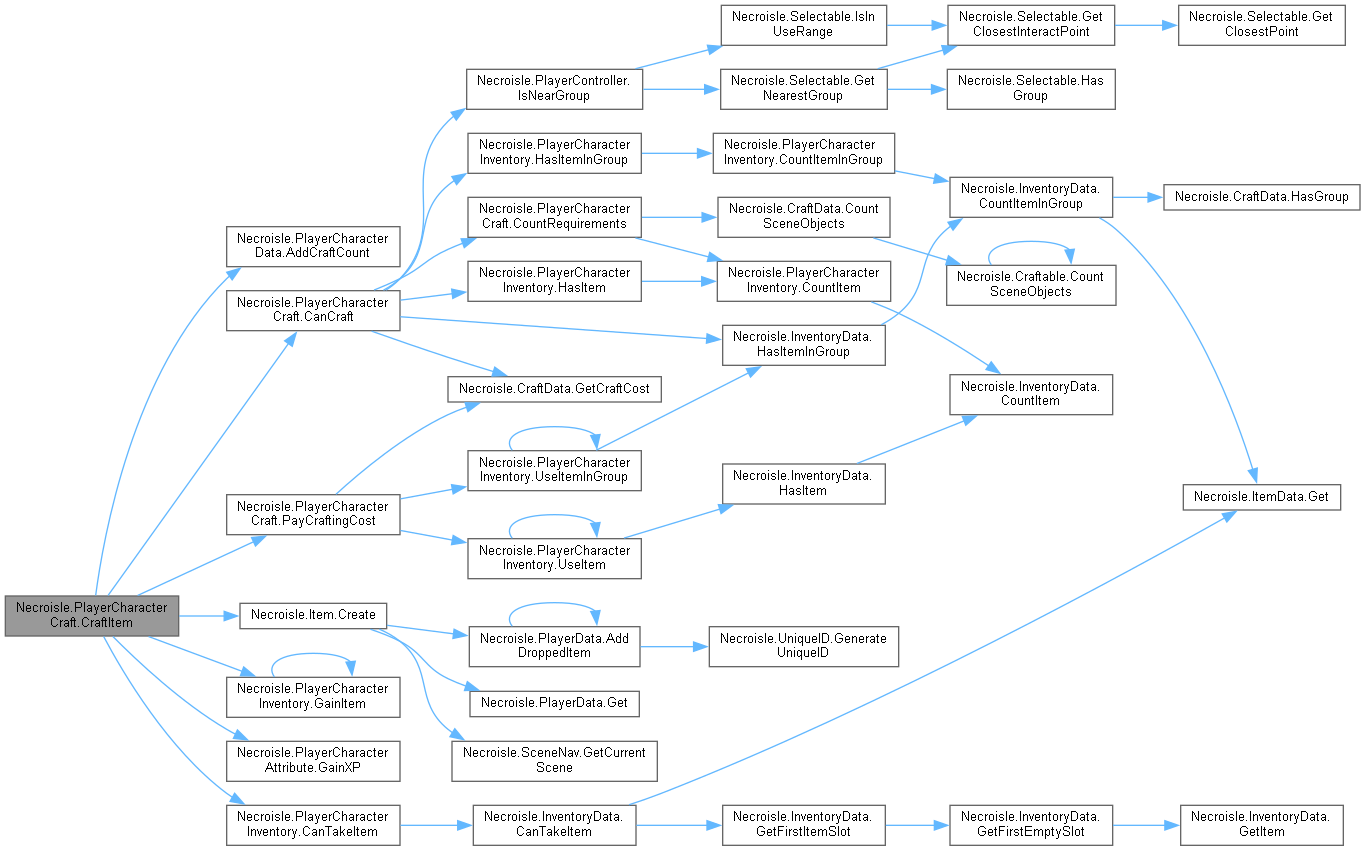 Necroisle.PlayerCharacter
Craft.CraftItem
Necroisle.PlayerCharacter
Data.AddCraftCount
Necroisle.PlayerCharacter
Craft.CanCraft
Necroisle.PlayerCharacter
Craft.PayCraftingCost
Necroisle.Item.Create
Necroisle.PlayerCharacter
Inventory.GainItem
Necroisle.PlayerCharacter
Attribute.GainXP
Necroisle.PlayerCharacter
Inventory.CanTakeItem
Necroisle.PlayerController.
IsNearGroup
Necroisle.PlayerCharacter
Inventory.HasItemInGroup
Necroisle.PlayerCharacter
Craft.CountRequirements
Necroisle.PlayerCharacter
Inventory.HasItem
Necroisle.CraftData.GetCraftCost
Necroisle.PlayerCharacter
Inventory.UseItemInGroup
Necroisle.PlayerCharacter
Inventory.UseItem
Necroisle.PlayerData.Add
DroppedItem
Necroisle.PlayerData.Get
Necroisle.SceneNav.GetCurrent
Scene
Necroisle.InventoryData.
CanTakeItem
Necroisle.Selectable.IsIn
UseRange
Necroisle.Selectable.Get
NearestGroup
Necroisle.PlayerCharacter
Inventory.CountItemInGroup
Necroisle.CraftData.Count
SceneObjects
Necroisle.PlayerCharacter
Inventory.CountItem
Necroisle.InventoryData.
HasItemInGroup
Necroisle.InventoryData.
HasItem
Necroisle.UniqueID.Generate
UniqueID
Necroisle.InventoryData.
GetFirstItemSlot
Necroisle.Selectable.Get
ClosestInteractPoint
Necroisle.Selectable.Has
Group
Necroisle.InventoryData.
CountItemInGroup
Necroisle.Craftable.Count
SceneObjects
Necroisle.InventoryData.
CountItem
Necroisle.InventoryData.
GetFirstEmptySlot
Necroisle.Selectable.Get
ClosestPoint
Necroisle.CraftData.HasGroup
Necroisle.ItemData.Get
Necroisle.InventoryData.
GetItem